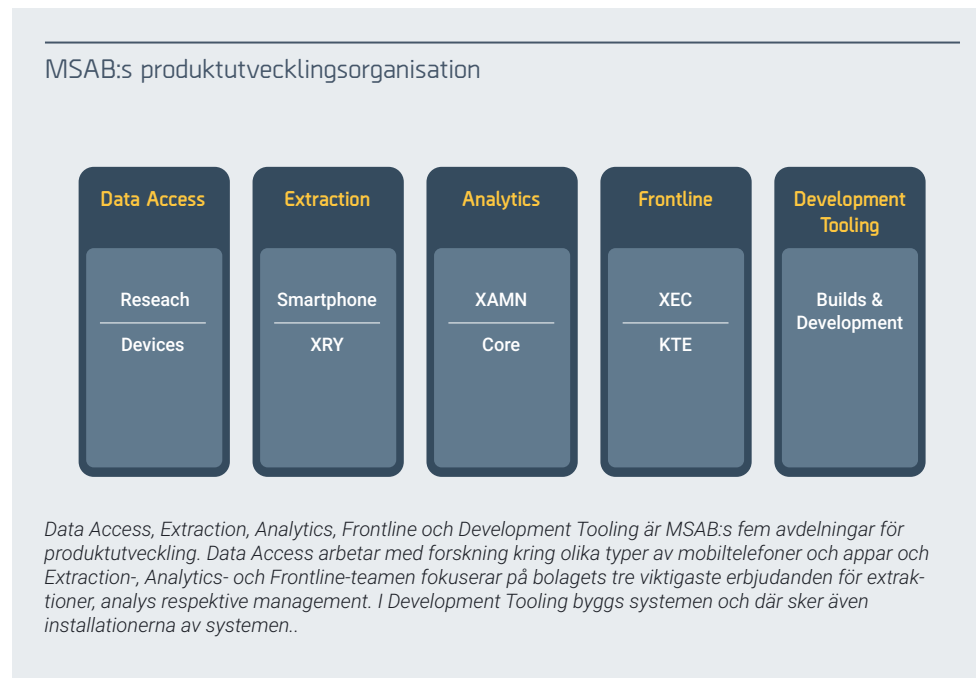 MSAB:s produktutvecklingsorganisation
Data Access
Reseach
Devices
Extraction
Smartphone
XRY
Analytics
XAMN
Core
Frontline
XEC
KTE
Development
Tooling
Builds &
Development
Data Access, Extraction, Analytics, Frontline och Development Tooling är MSAB:s fem avdelningar för
produktutveckling. Data Access arbetar med forskning kring olika typer av mobiltelefoner och appar och
Extraction-, Analytics- och Frontline-teamen fokuserar på bolagets tre viktigaste erbjudanden för extrak-
tioner, analys respektive management. I Development Tooling byggs systemen och där sker även
installationerna av systemen..